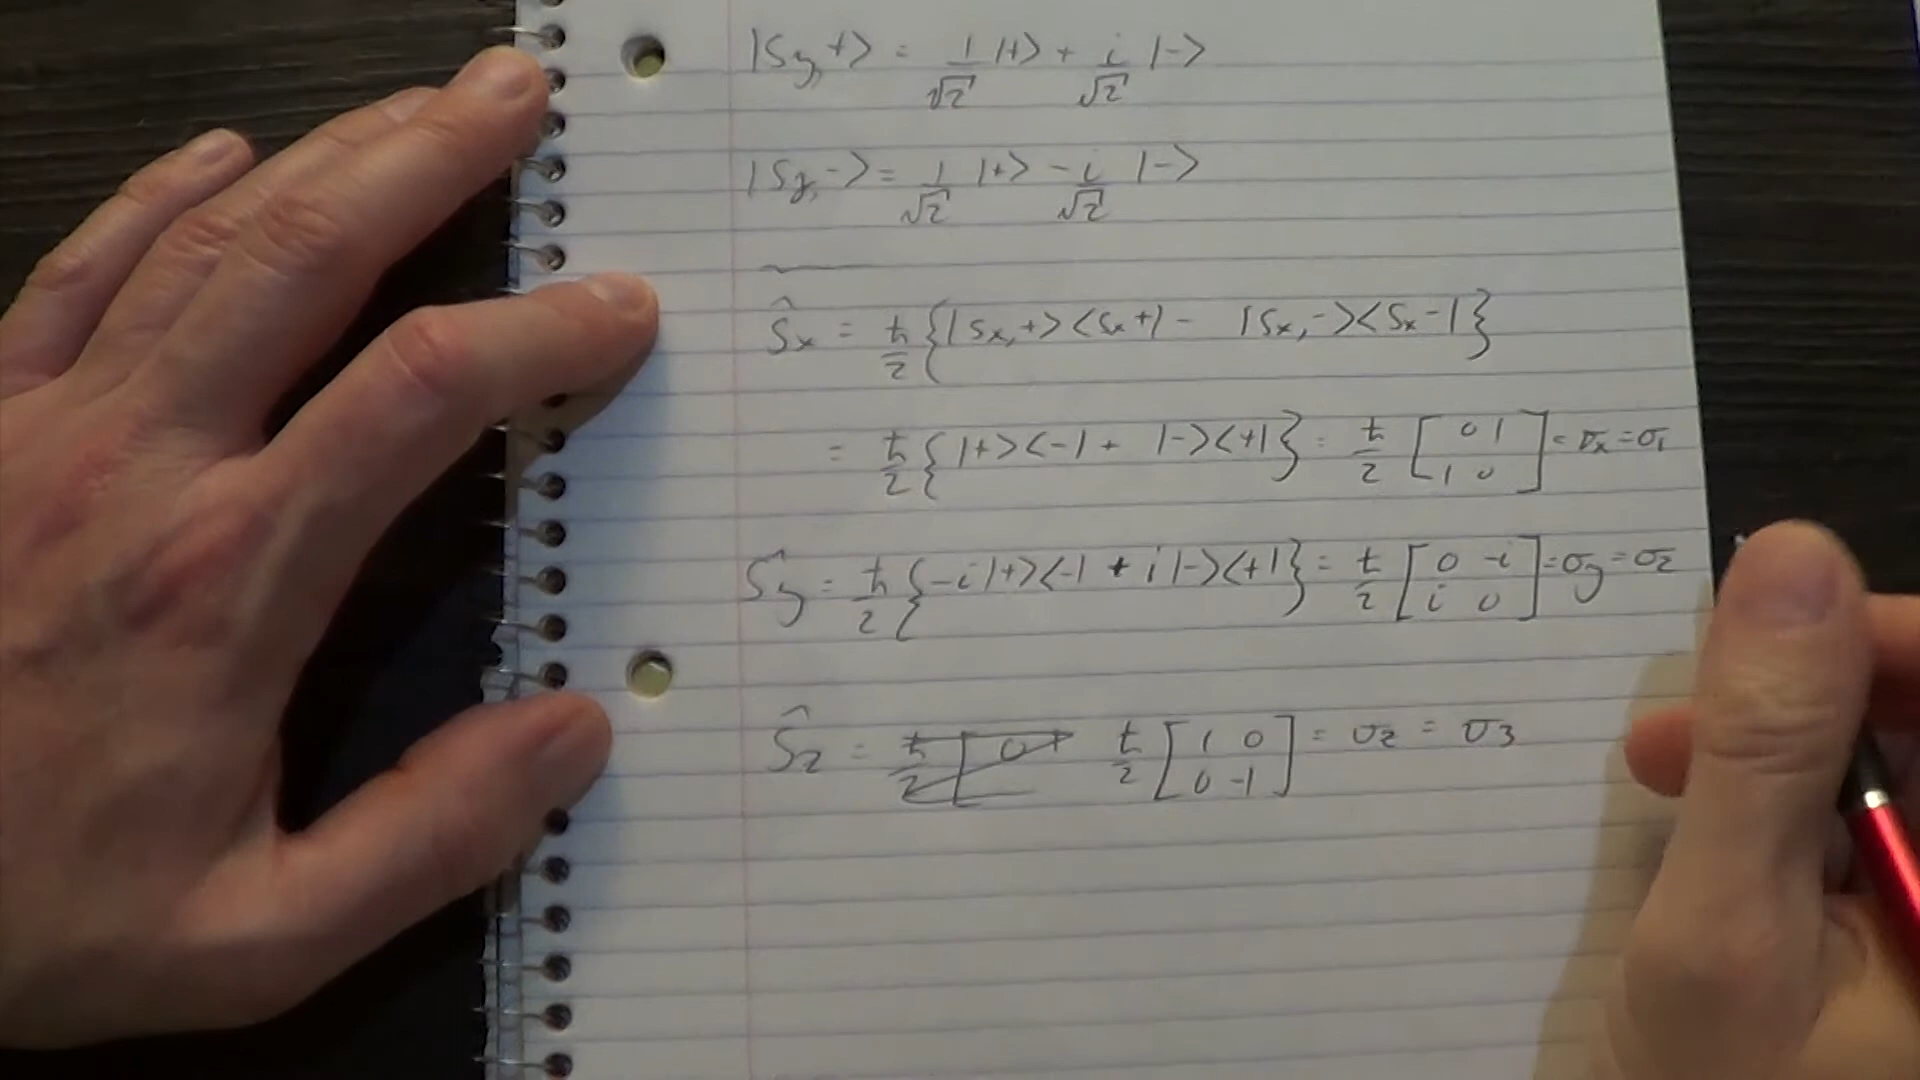 |Sy,+> = 1/√2 |+> + i/√2 |->
|Sy,-> = 1/√2 |+> - i/√2 |->
Ŝx = ħ/2 {|Sx,+><Sx+| - |Sx,-><Sx-|}
= ħ/2 {|+><-| + |-><+|} = ħ/2 [0 1 / 1 0] = σx = σ1
Ŝy = ħ/2 {-i|+><-| + i|-><+|} = ħ/2 [0 -i / i 0] = σy = σ2
Ŝz = ħ/2 [1 0 / 0 -1] = σz = σ3